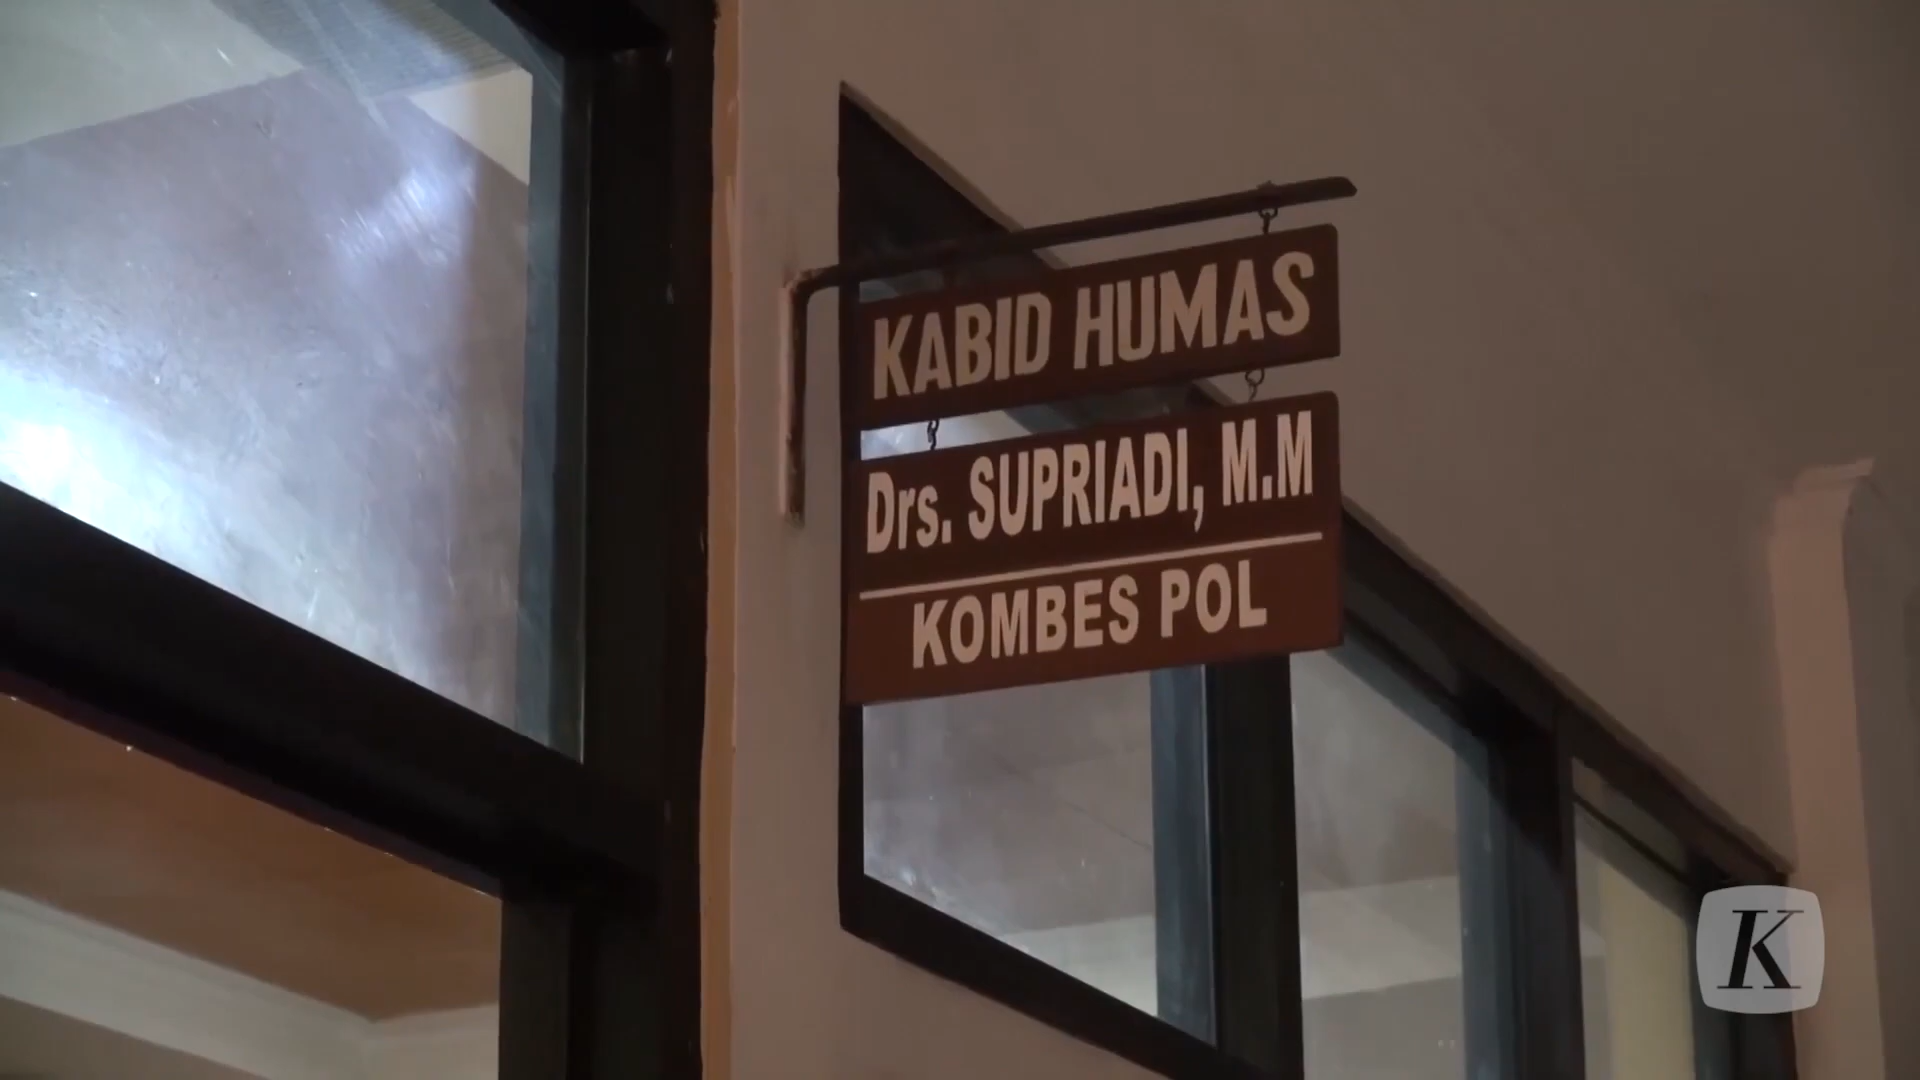 KABID HUMAS
Drs. SUPRIADI, M.M
KOMBES POL
K